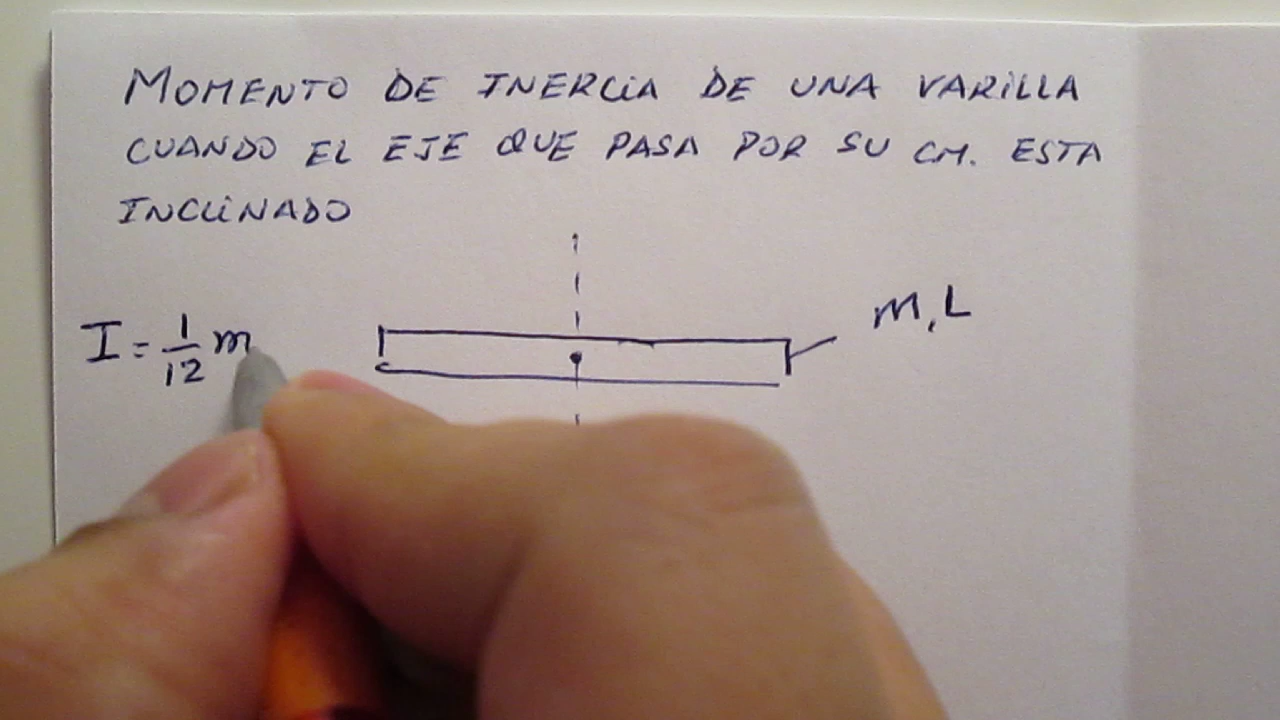 MOMENTO DE INERCIA DE UNA VARILLA
CUANDO EL EJE QUE PASA POR SU CM. ESTA
INCLINADO
m, L
I = 1/12 m